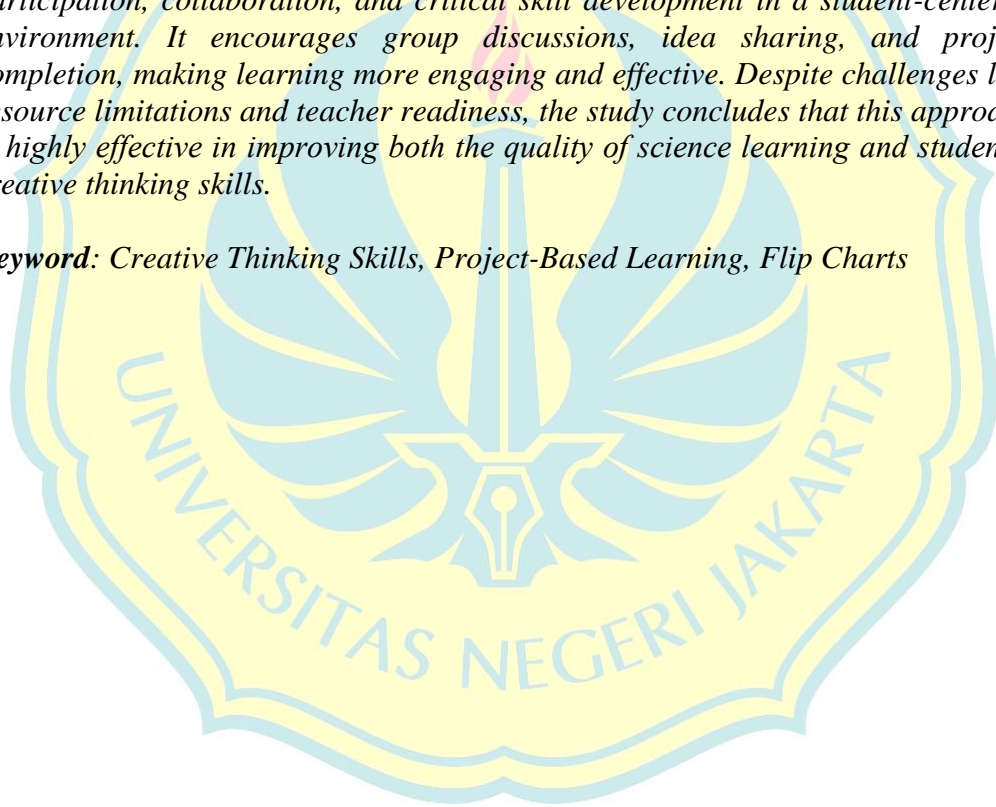 articipation, collaboration, and critical skill development in a student-center
nvironment. It encourages group discussions, idea sharing, and proj
ompletion, making learning more engaging and effective. Despite challenges l
esource limitations and teacher readiness, the study concludes that this approa
highly effective in improving both the quality of science learning and studen
reative thinking skills.
eyword: Creative Thinking Skills, Project-Based Learning, Flip Charts
UNIVERSITAS NEGERI JAKARTA